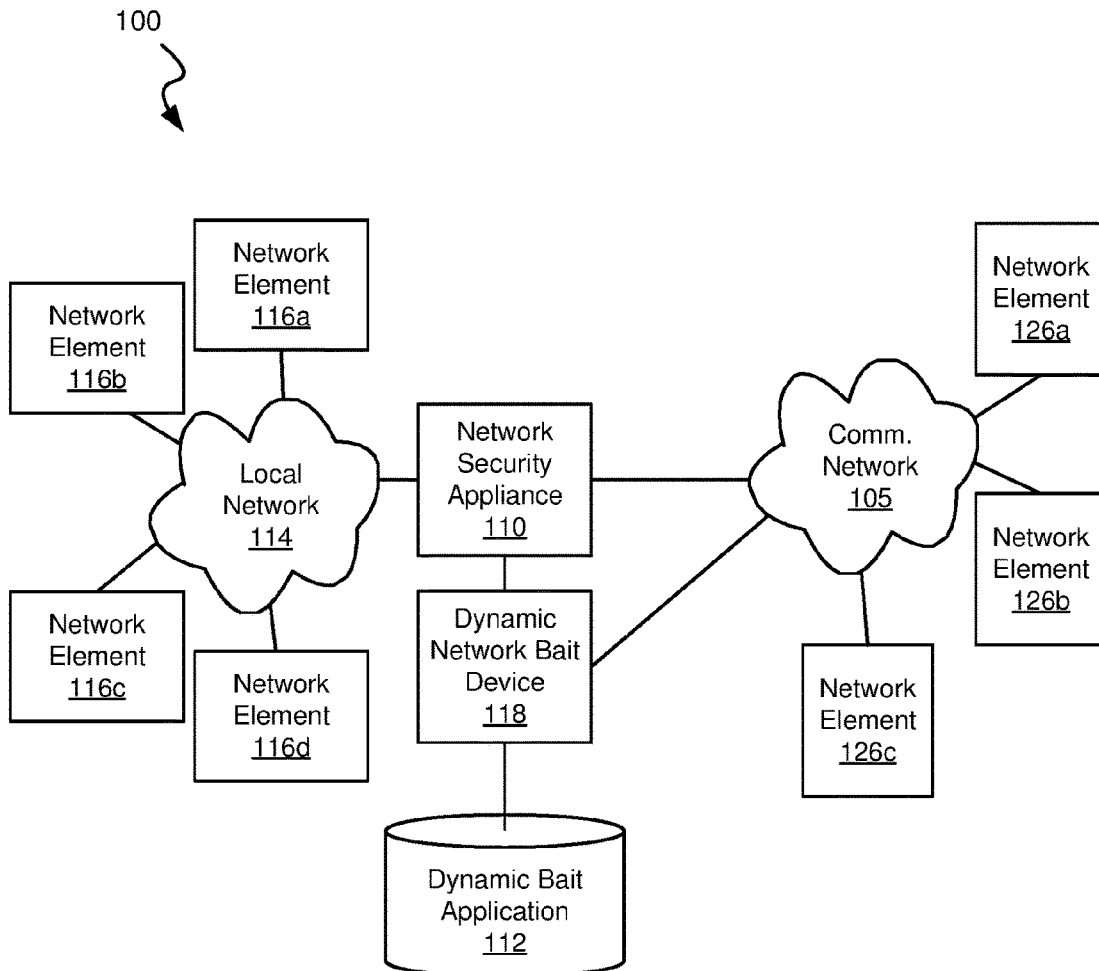 100
Network
Element
116a
Network
Element
126a
Network
Element
116b
Network
Security
Appliance
110
Comm.
Network
105
Local
Network
114
Network
Element
126b
Network
Element
116c
Dynamic
Network Bait
Device
118
Network
Element
116d
Network
Element
126c
Dynamic Bait
Application
112